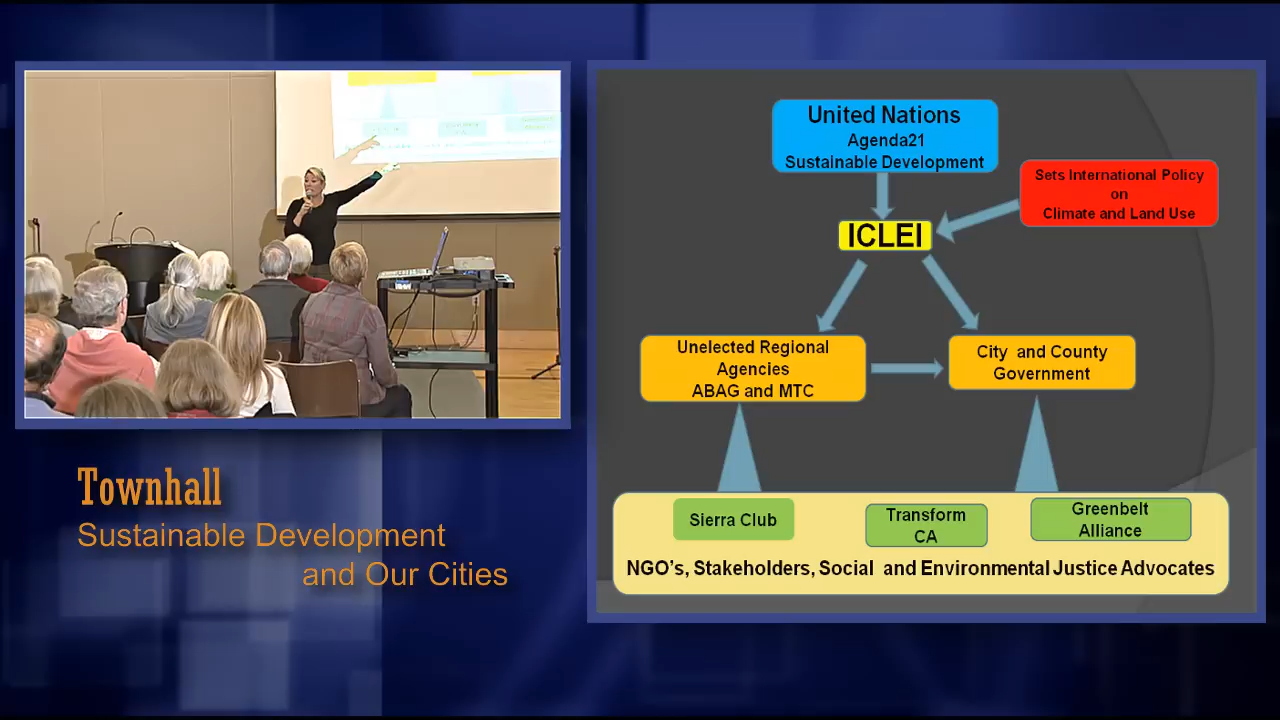 Townhall
Sustainable Development
and Our Cities
United Nations
Agenda21
Sustainable Development
Sets International Policy
on
Climate and Land Use
ICLEI
Unelected Regional
Agencies
ABAG and MTC
City and County
Government
Sierra Club
Transform
CA
Greenbelt
Alliance
NGO's, Stakeholders, Social and Environmental Justice Advocates